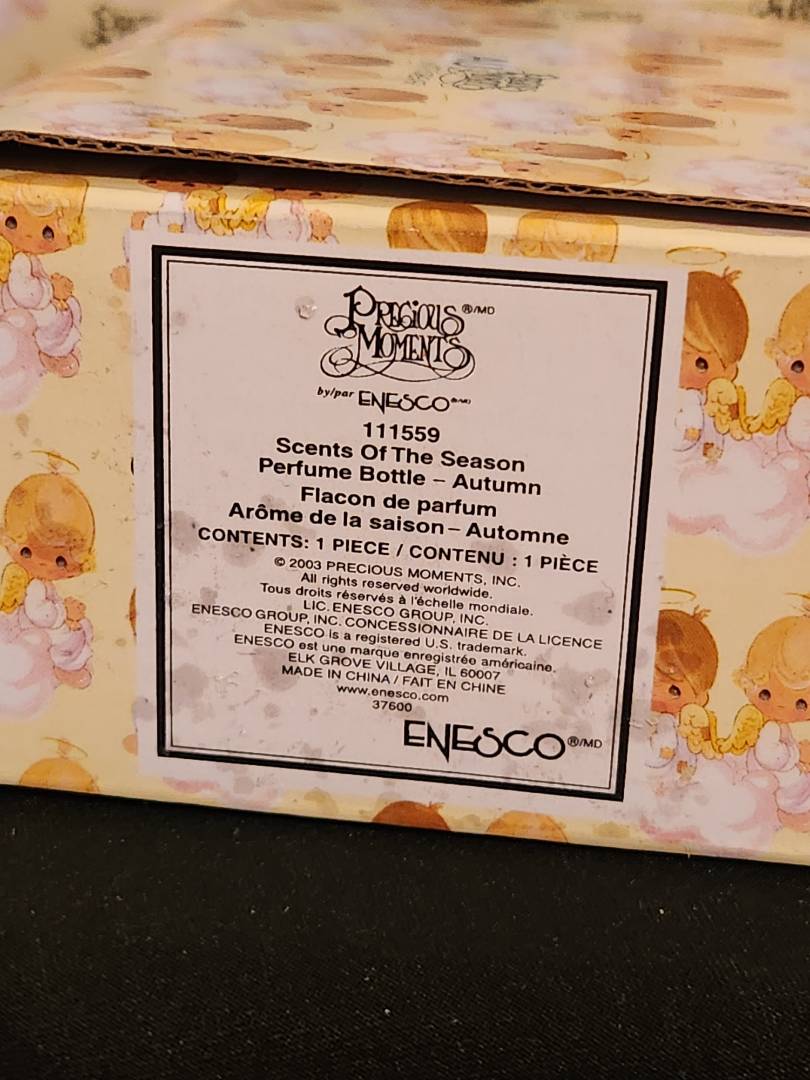 PRECIOUS ®/MD
MOMENTS
by/par ENESCO
111559
Scents Of The Season
Perfume Bottle – Autumn
Flacon de parfum
Arôme de la saison – Automne
CONTENTS: 1 PIECE / CONTENU : 1 PIÈCE
© 2003 PRECIOUS MOMENTS, INC.
All rights reserved worldwide.
Tous droits réservés à l'échelle mondiale.
LIC. ENESCO GROUP, INC.
ENESCO GROUP, INC. CONCESSIONNAIRE DE LA LICENCE
ENESCO is a registered U.S. trademark.
ENESCO est une marque enregistrée américaine.
ELK GROVE VILLAGE, IL 60007
MADE IN CHINA / FAIT EN CHINE
www.enesco.com
37600
ENESCO ®/MD